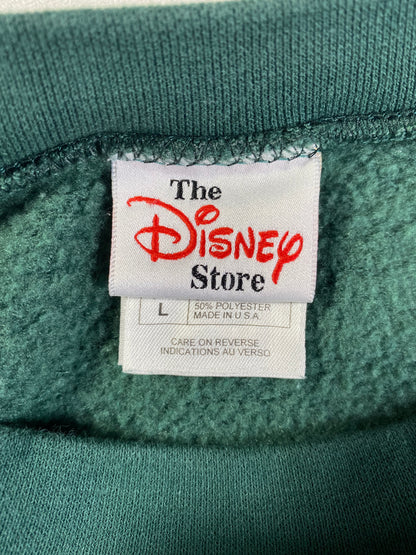 The
Disney
Store
L
50% POLYESTER
MADE IN U.S.A.
CARE ON REVERSE
INDICATIONS AU VERSO